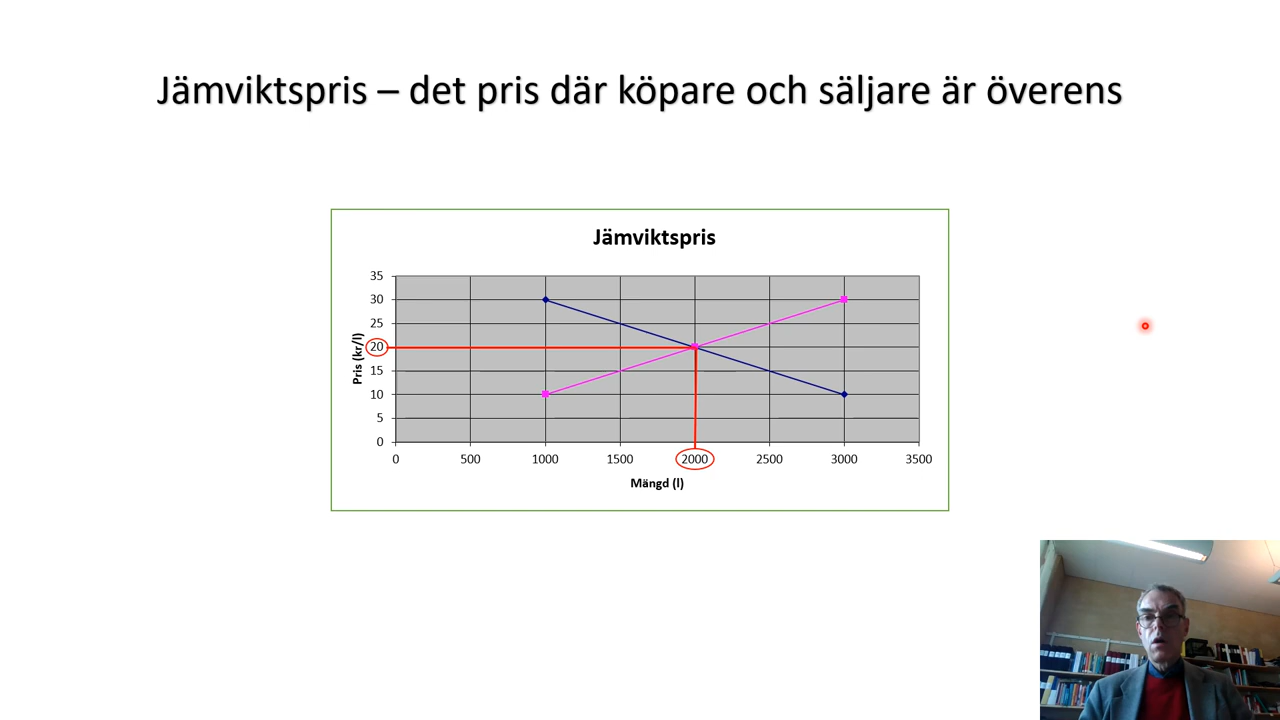 Jämviktspris – det pris där köpare och säljare är överens
Jämviktspris
35
30
25
20
15
10
5
0
Pris (kr/l)
0 500 1000 1500 2000 2500 3000 3500
Mängd (l)